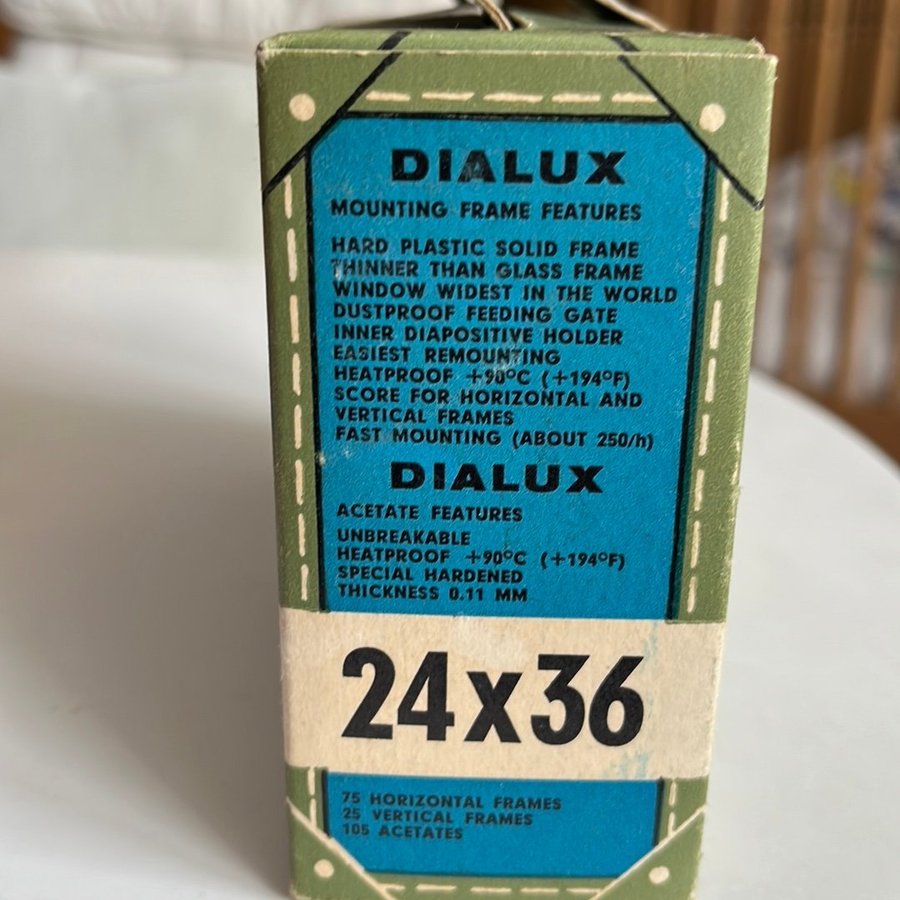 DIALUX
MOUNTING FRAME FEATURES
HARD PLASTIC SOLID FRAME
THINNER THAN GLASS FRAME
WINDOW WIDEST IN THE WORLD
DUSTPROOF FEEDING GATE
INNER DIAPOSITIVE HOLDER
EASIEST REMOUNTING
HEATPROOF +90°C (+194°F)
SCORE FOR HORIZONTAL AND
VERTICAL FRAMES
FAST MOUNTING (ABOUT 250/h)
DIALUX
ACETATE FEATURES
UNBREAKABLE
HEATPROOF +90°C (+194°F)
SPECIAL HARDENED
THICKNESS 0.11 MM
24x36
75 HORIZONTAL FRAMES
25 VERTICAL FRAMES
105 ACETATES